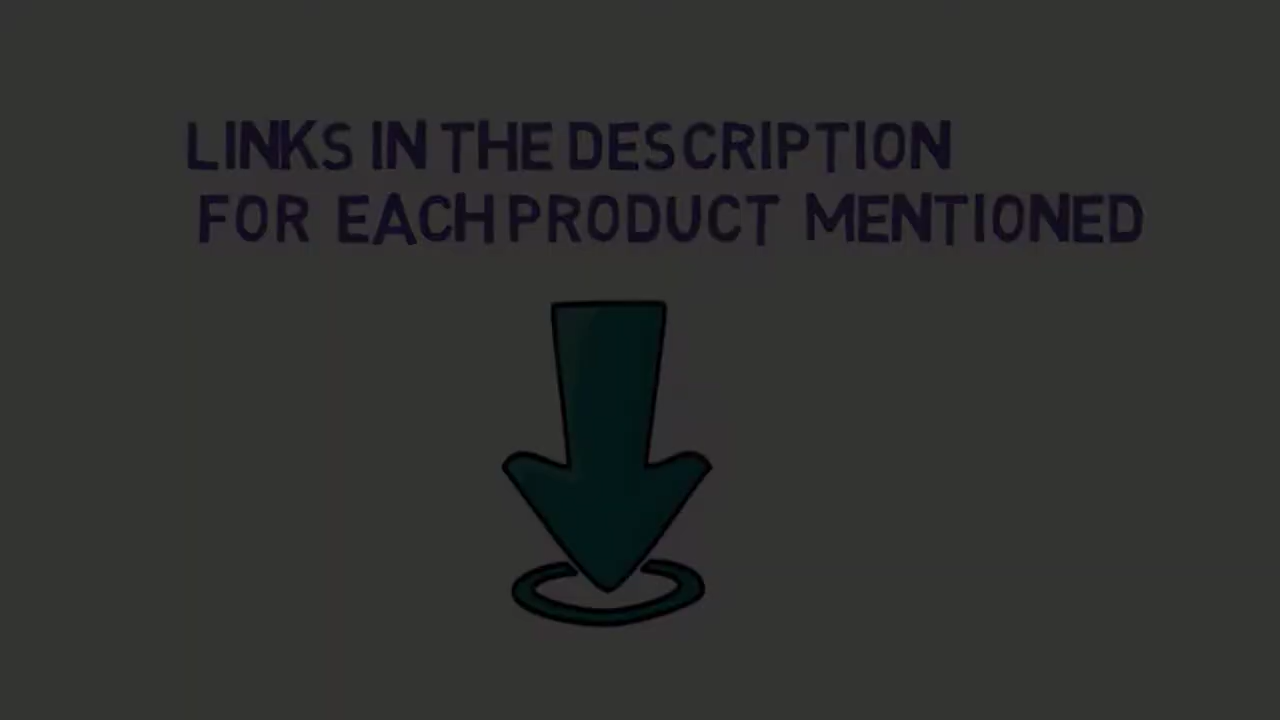 LINKS IN THE DESCRIPTION
FOR EACH PRODUCT MENTIONED